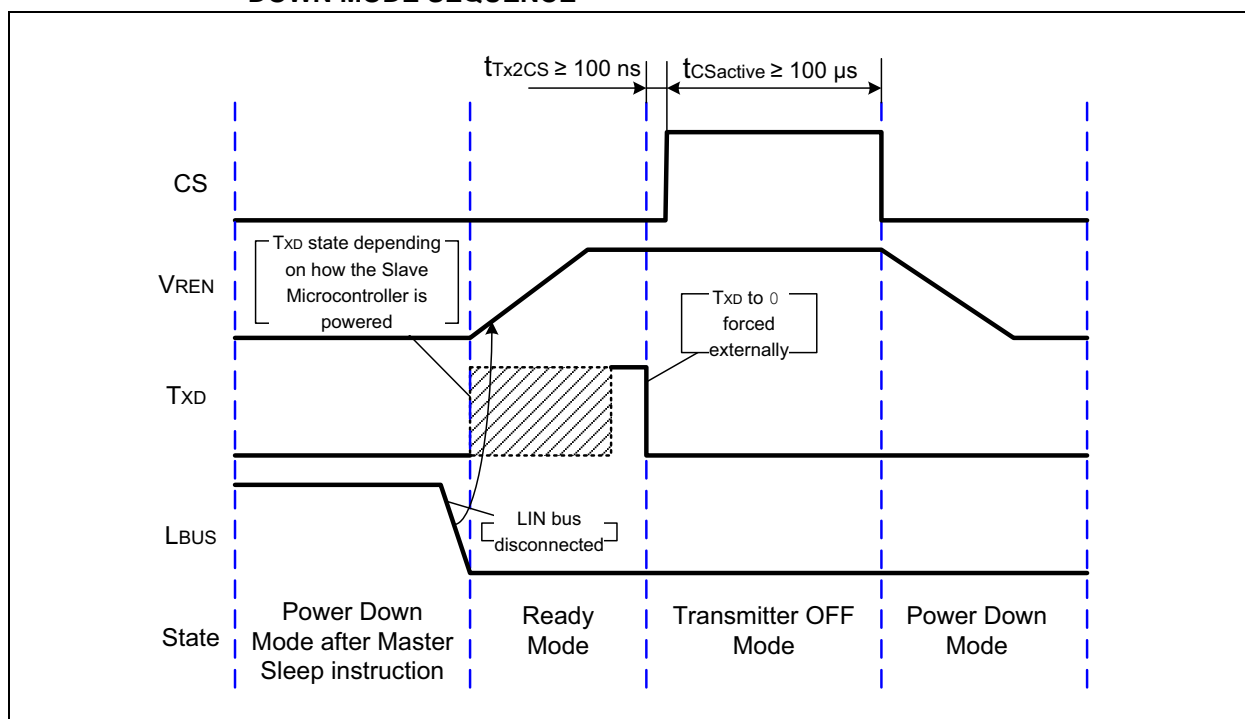 DOWN MODE SEQUENCE
tTx2CS ≥ 100 ns
tCSactive ≥ 100 µs
CS
TXD state depending
on how the Slave
Microcontroller is
powered
VREN
TXD to 0
forced
externally
TXD
LIN bus
disconnected
LBUS
State
Power Down
Mode after Master
Sleep instruction
Ready
Mode
Transmitter OFF
Mode
Power Down
Mode